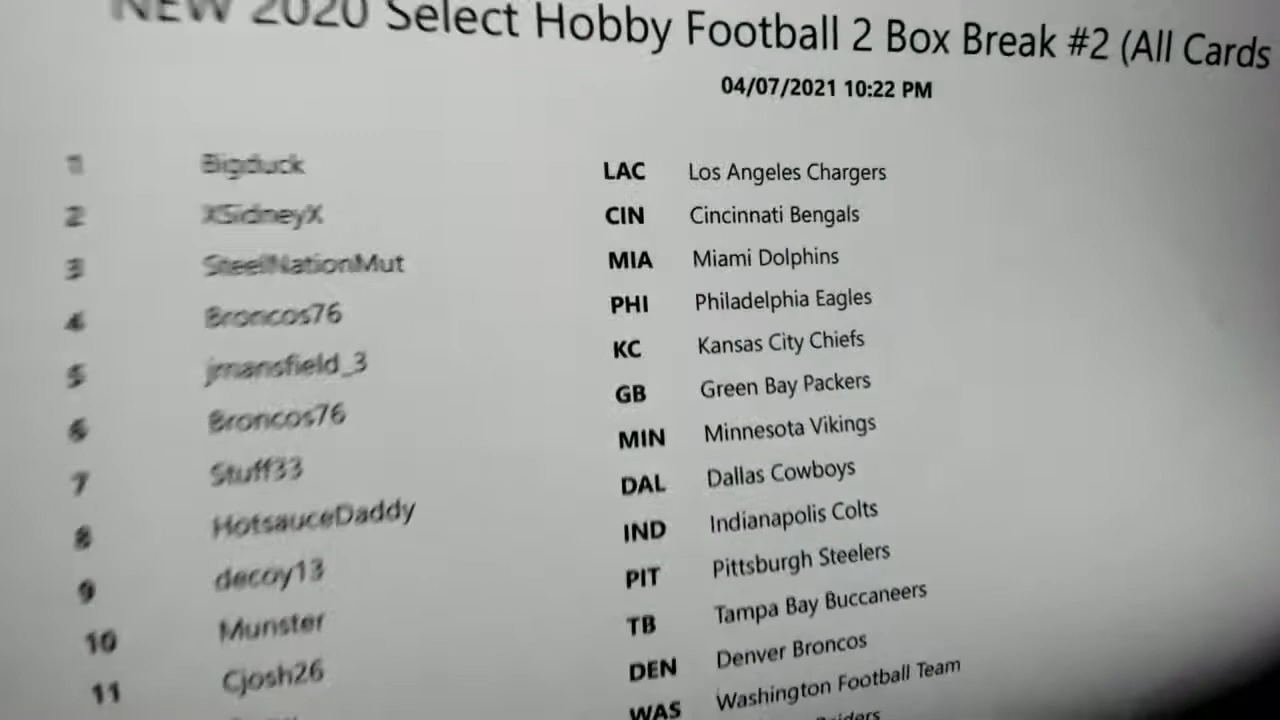 NEW 2020 Select Hobby Football 2 Box Break #2 (All Cards
04/07/2021 10:22 PM
1 Bigduck LAC Los Angeles Chargers
2 XSidneyX CIN Cincinnati Bengals
3 SteelNationMut MIA Miami Dolphins
4 Broncos76 PHI Philadelphia Eagles
5 jmansfield_3 KC Kansas City Chiefs
6 Broncos76 GB Green Bay Packers
7 Stuff33 MIN Minnesota Vikings
8 HotsauceDaddy DAL Dallas Cowboys
9 decoy13 IND Indianapolis Colts
10 Munster PIT Pittsburgh Steelers
11 Cjosh26 TB Tampa Bay Buccaneers
DEN Denver Broncos
WAS Washington Football Team